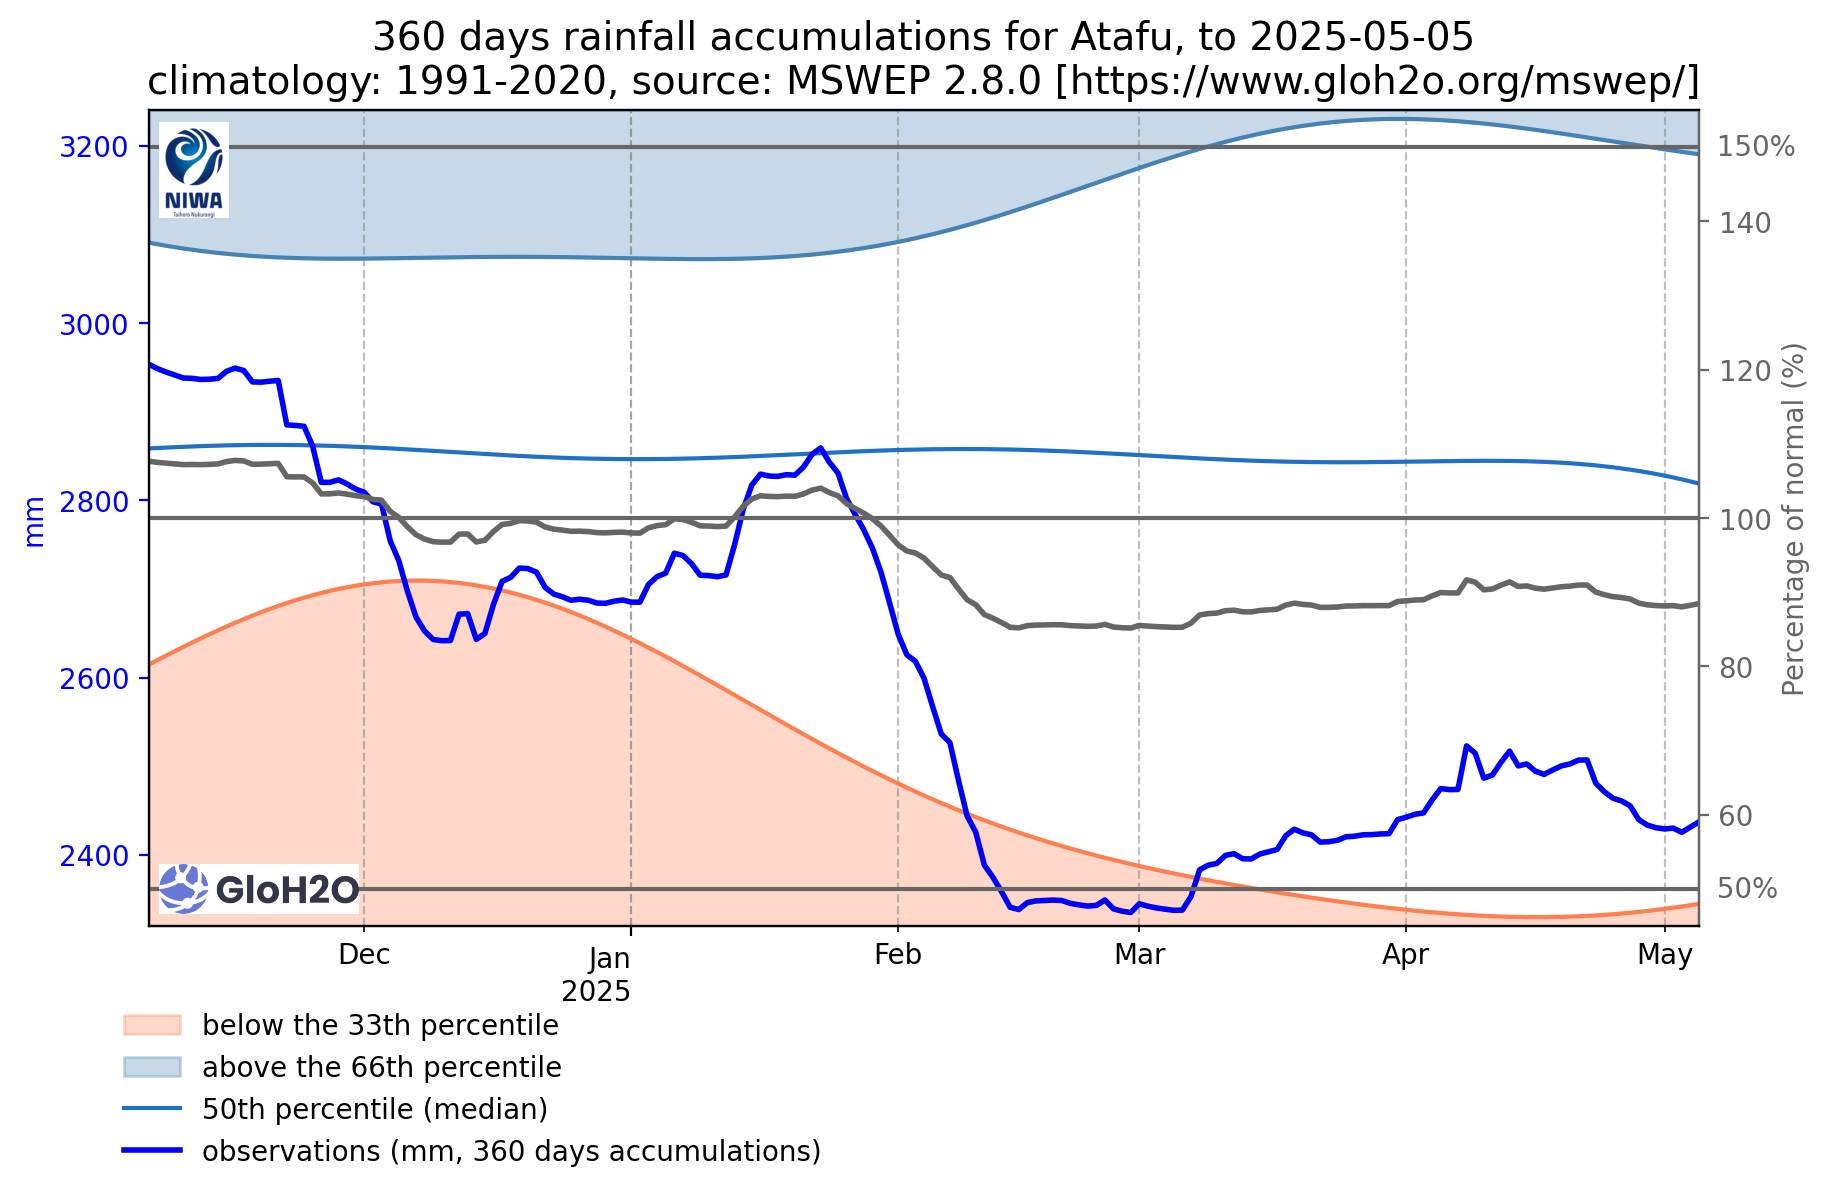 360 days rainfall accumulations for Atafu, to 2025-05-05
climatology: 1991-2020, source: MSWEP 2.8.0 [https://www.gloh2o.org/mswep/]
3200
3000
2800
2600
2400
mm
150%
140
120
100
80
60
50%
Percentage of normal (%)
NIWA
Taihoro Nukurangi
GloH2O
Dec
Jan
2025
Feb
Mar
Apr
May
below the 33th percentile
above the 66th percentile
50th percentile (median)
observations (mm, 360 days accumulations)